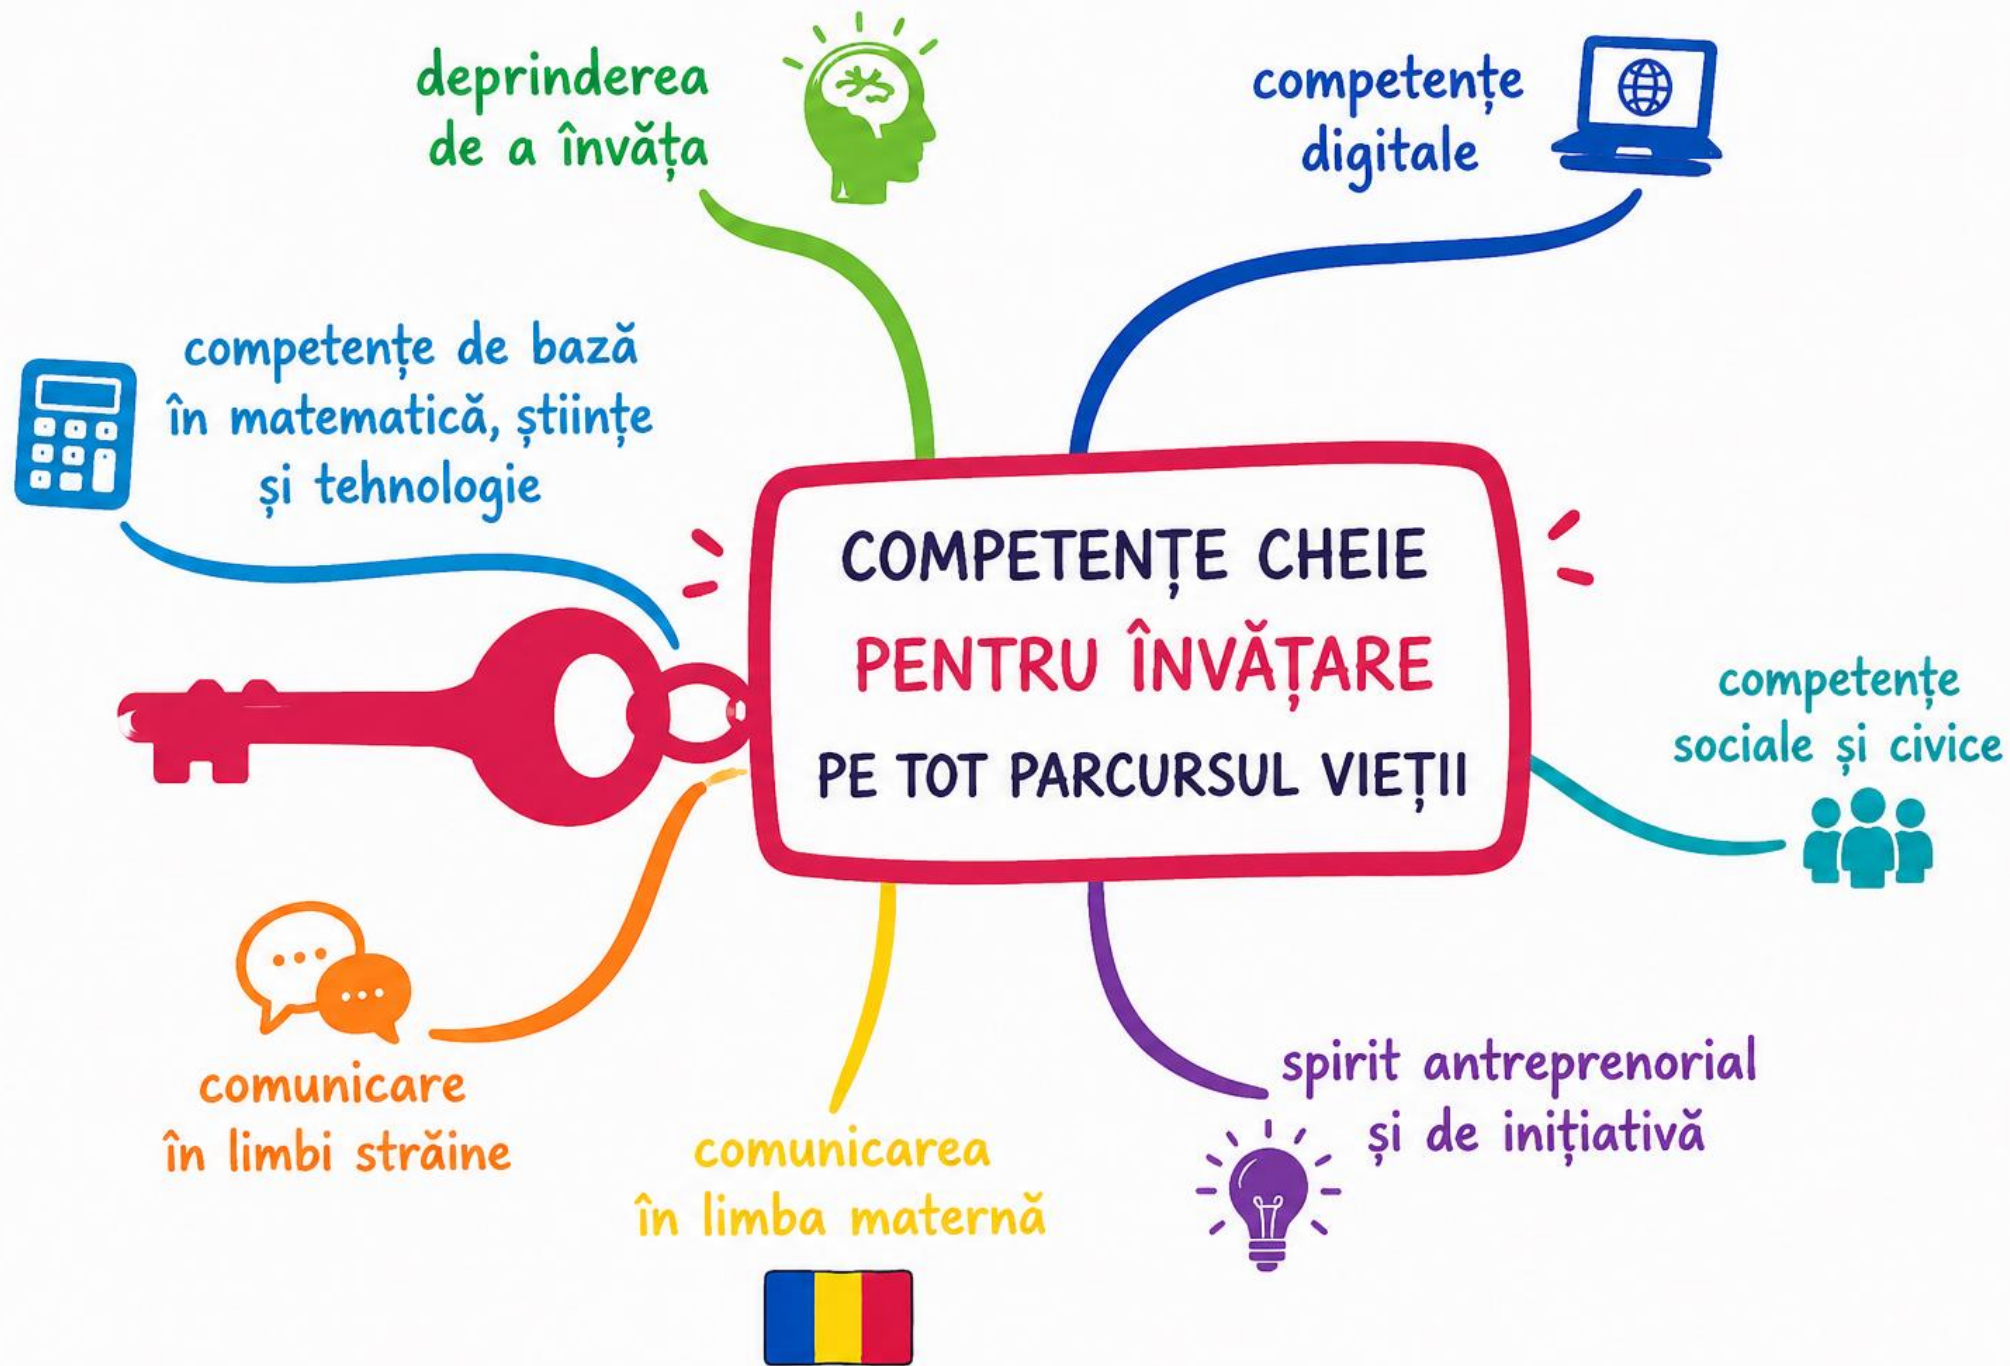 deprinderea
de a învăța
competențe
digitale
competențe de bază
în matematică, științe
și tehnologie
COMPETENȚE CHEIE
PENTRU ÎNVĂȚARE
PE TOT PARCURSUL VIEȚII
competențe
sociale și civice
comunicare
în limbi străine
comunicarea
în limba maternă
spirit antreprenorial
și de inițiativă